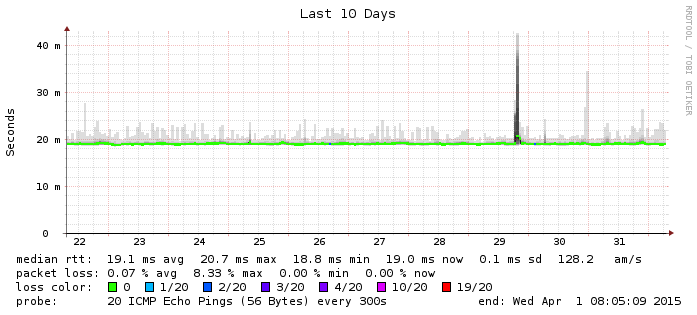 Last 10 Days
RRDTOOL / TOBI OETIKER
Seconds
40 m
30 m
20 m
10 m
0
22 23 24 25 26 27 28 29 30 31
median rtt: 19.1 ms avg 20.7 ms max 18.8 ms min 19.0 ms now 0.1 ms sd 128.2 am/s
packet loss: 0.07 % avg 8.33 % max 0.00 % min 0.00 % now
loss color: 0 1/20 2/20 3/20 4/20 10/20 19/20
probe: 20 ICMP Echo Pings (56 Bytes) every 300s end: Wed Apr 1 08:05:09 2015